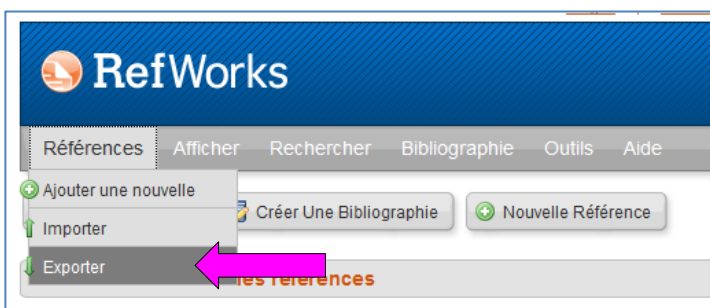 RefWorks
Références Afficher Rechercher Bibliographie Outils Aide
Ajouter une nouvelle
Créer Une Bibliographie Nouvelle Référence
Importer
Exporter
les références